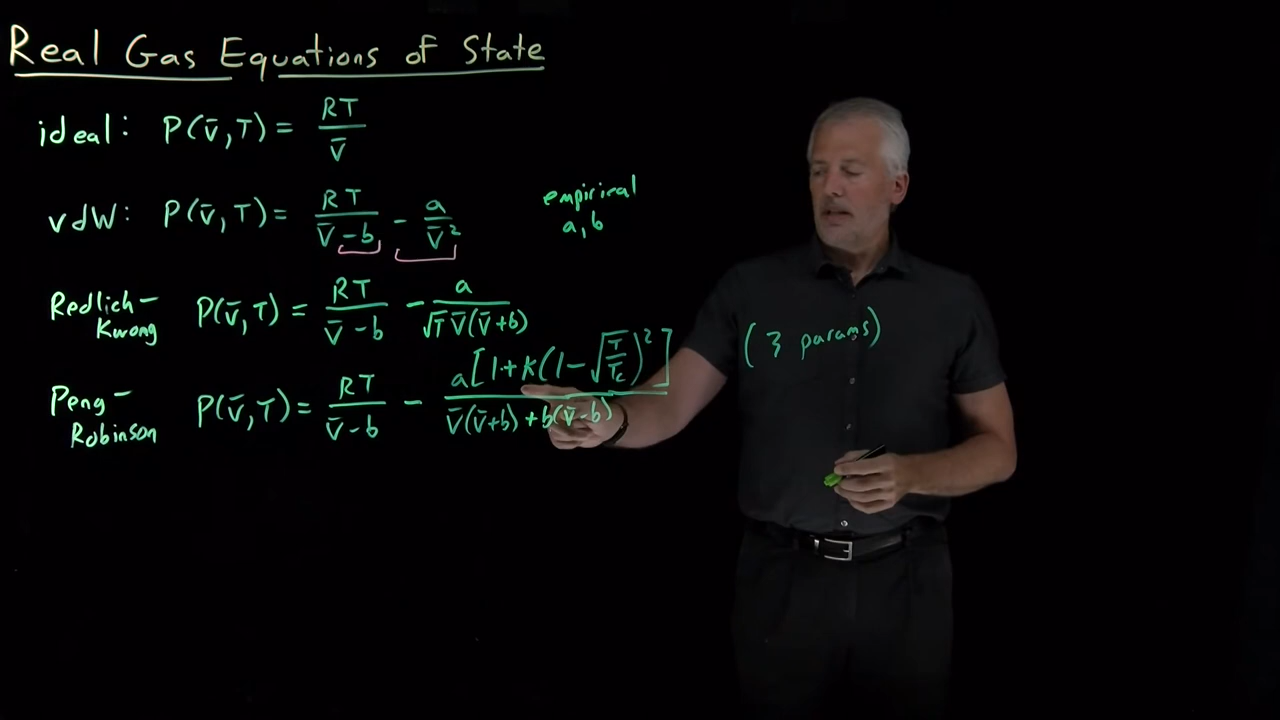 Real Gas Equations of State
ideal: P(v̄,T) = RT/v̄
vdW: P(v̄,T) = RT/(v̄-b) - a/v̄²
empirical
a,b
Redlich-
Kwong P(v̄,T) = RT/(v̄-b) - a/(√T v̄(v̄+b))
(3 params)
Peng-
Robinson P(v̄,T) = RT/(v̄-b) - a[1+k(1-√(T/Tc))²]/(v̄(v̄+b)+b(v̄-b))